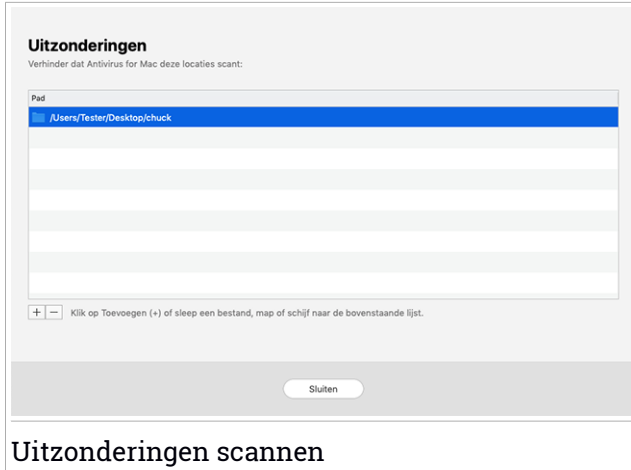 Uitzonderingen
Verhinder dat Antivirus for Mac deze locaties scant:
Pad
/Users/Tester/Desktop/chuck
+ − Klik op Toevoegen (+) of sleep een bestand, map of schijf naar de bovenstaande lijst.
Sluiten
Uitzonderingen scannen